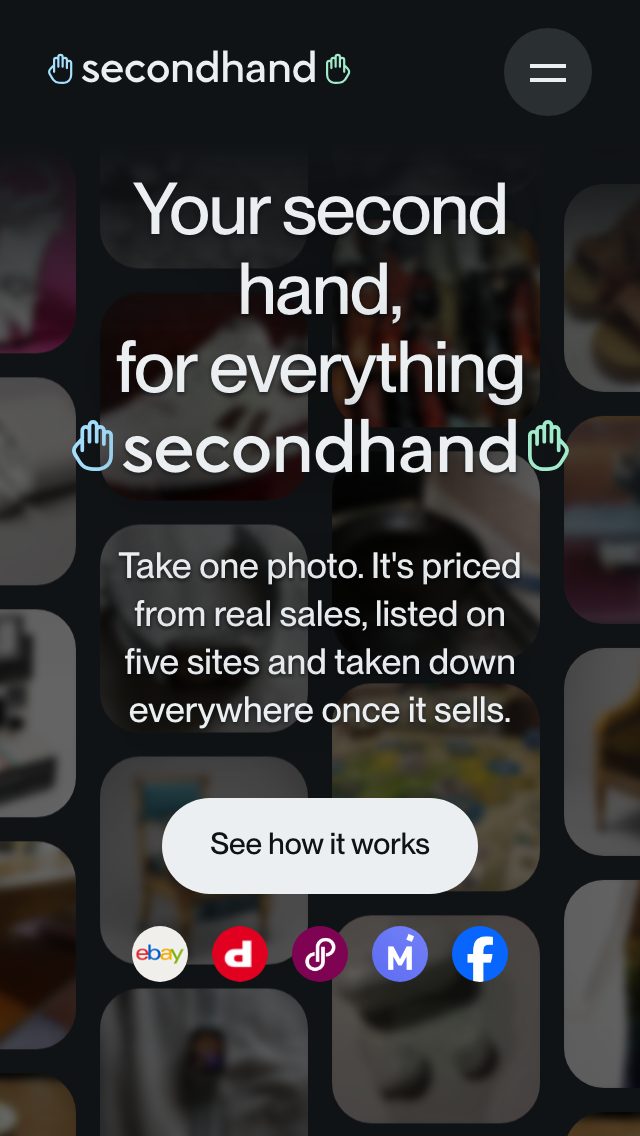 secondhand
Your second
hand,
for everything
secondhand
Take one photo. It's priced
from real sales, listed on
five sites and taken down
everywhere once it sells.
See how it works
ebay d M f